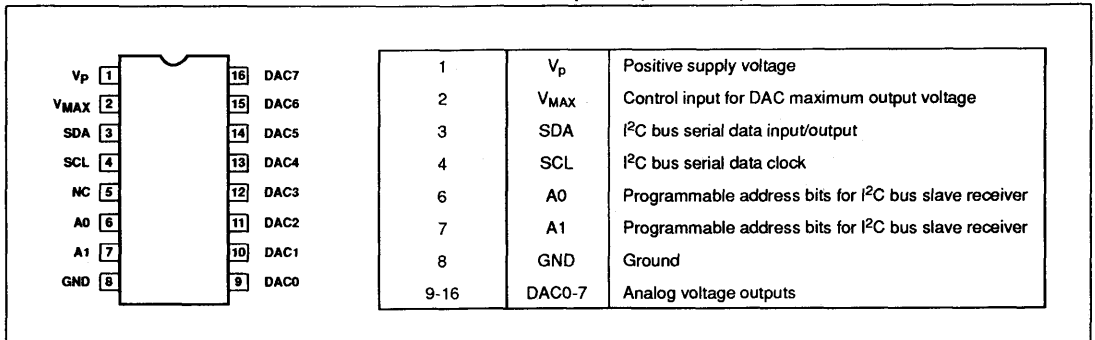 VP 1 16 DAC7
VMAX 2 15 DAC6
SDA 3 14 DAC5
SCL 4 13 DAC4
NC 5 12 DAC3
A0 6 11 DAC2
A1 7 10 DAC1
GND 8 9 DAC0
1 Vp Positive supply voltage
2 VMAX Control input for DAC maximum output voltage
3 SDA I²C bus serial data input/output
4 SCL I²C bus serial data clock
6 A0 Programmable address bits for I²C bus slave receiver
7 A1 Programmable address bits for I²C bus slave receiver
8 GND Ground
9-16 DAC0-7 Analog voltage outputs